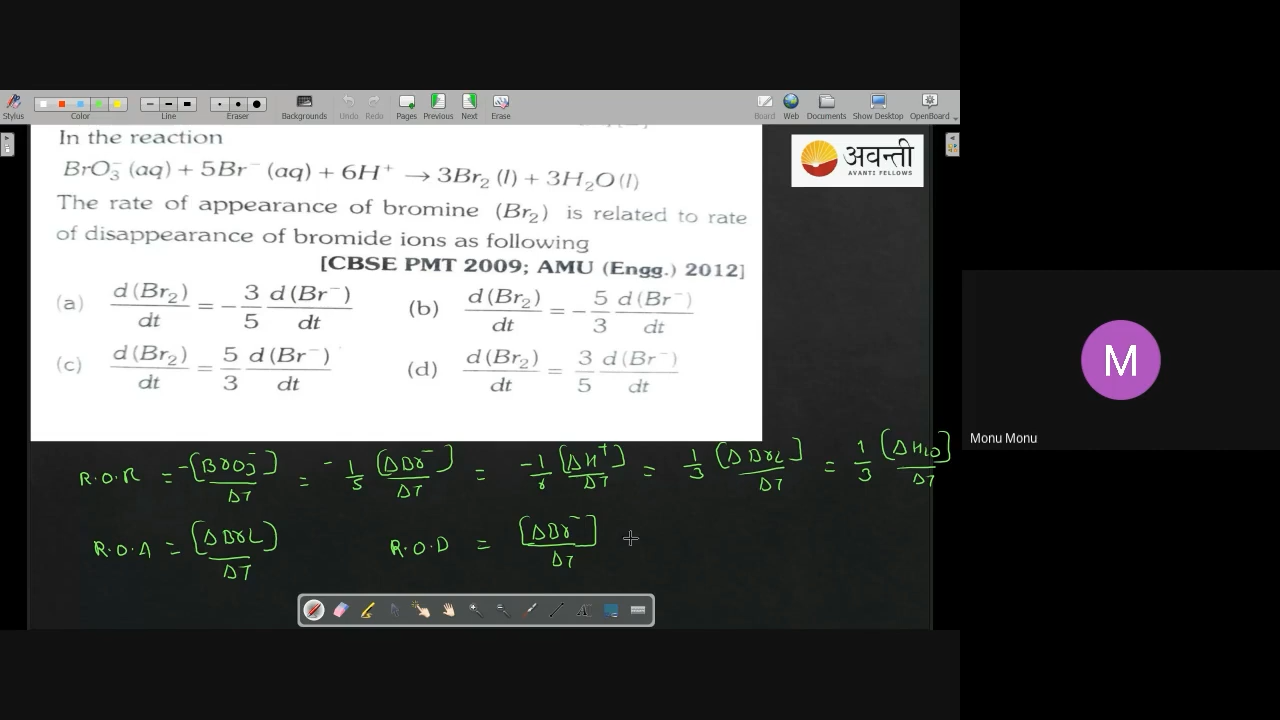 Stylus Color Line Eraser Backgrounds Undo Redo Pages Previous Next Erase Board Web Documents Show Desktop OpenBoard
In the reaction
BrO₃⁻ (aq) + 5Br⁻ (aq) + 6H⁺ → 3Br₂ (l) + 3H₂O (l)
The rate of appearance of bromine (Br₂) is related to rate
of disappearance of bromide ions as following
[CBSE PMT 2009; AMU (Engg.) 2012]
(a) d(Br₂)/dt = −3/5 d(Br⁻)/dt (b) d(Br₂)/dt = −5/3 d(Br⁻)/dt
(c) d(Br₂)/dt = 5/3 d(Br⁻)/dt (d) d(Br₂)/dt = 3/5 d(Br⁻)/dt
अवन्ती
AVANTI FELLOWS
R.O.R = -[BrO₃⁻]/ΔT = -1/5 [ΔBr⁻]/ΔT = -1/6 [ΔH⁺]/ΔT = 1/3 [ΔBr₂]/ΔT = 1/3 [ΔH₂O]/ΔT
R.O.A = [ΔBr₂]/ΔT R.O.D = [ΔBr⁻]/ΔT
M
Monu Monu